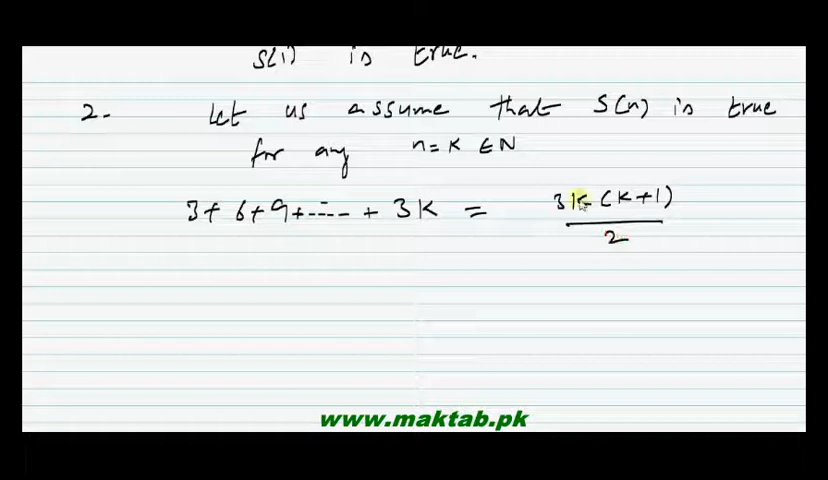 S(1) is true.
2. Let us assume that S(n) is true
for any n = K ∈ N
3 + 6 + 9 + ---- + 3K = 3K (K+1) / 2
www.maktab.pk